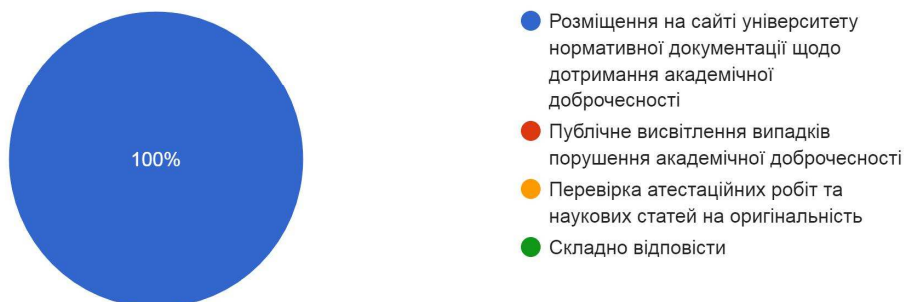 100%
Розміщення на сайті університету
нормативної документації щодо
дотримання академічної
доброчесності
Публічне висвітлення випадків
порушення академічної доброчесності
Перевірка атестаційних робіт та
наукових статей на оригінальність
Складно відповісти